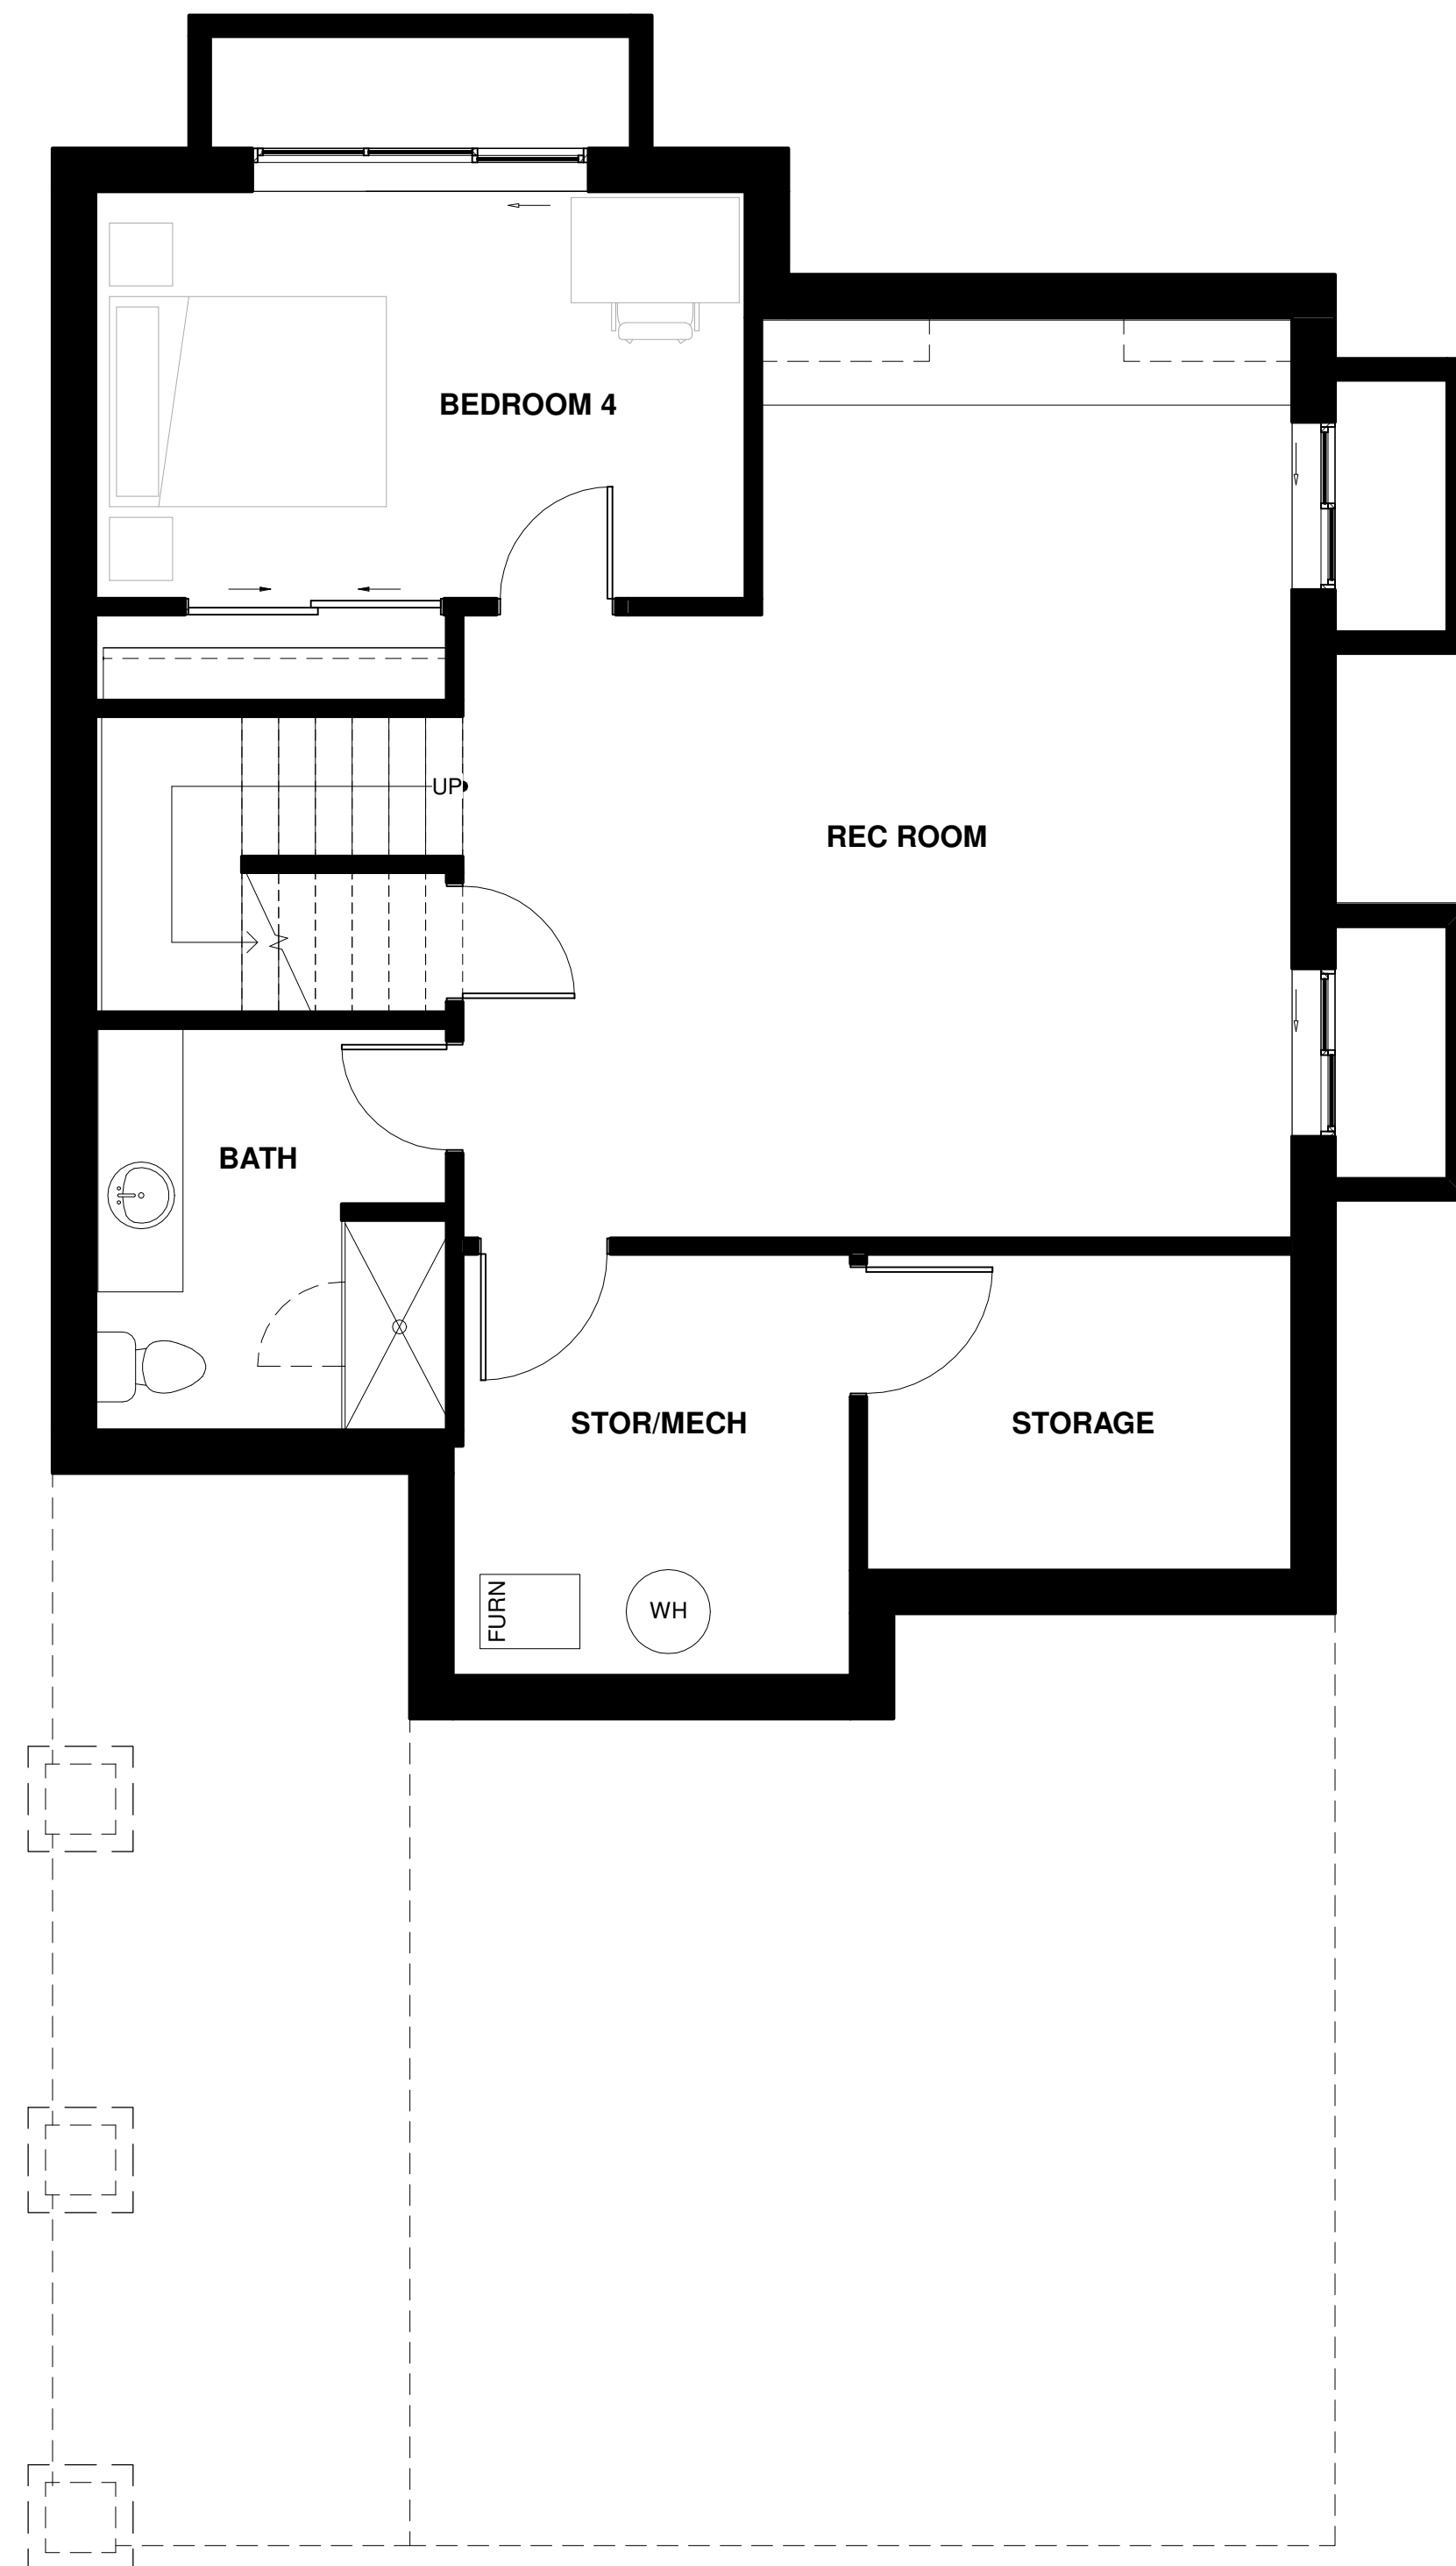 BEDROOM 4
UP
REC ROOM
BATH
STOR/MECH
STORAGE
FURN
WH